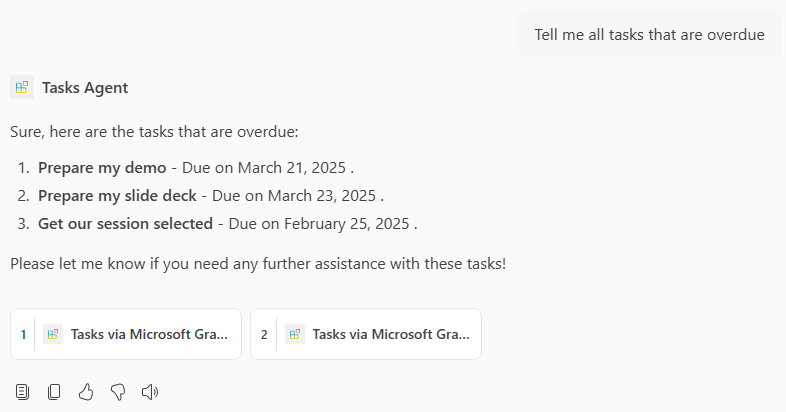 Tell me all tasks that are overdue
Tasks Agent
Sure, here are the tasks that are overdue:
1. Prepare my demo - Due on March 21, 2025 .
2. Prepare my slide deck - Due on March 23, 2025 .
3. Get our session selected - Due on February 25, 2025 .
Please let me know if you need any further assistance with these tasks!
1 Tasks via Microsoft Gra...
2 Tasks via Microsoft Gra...